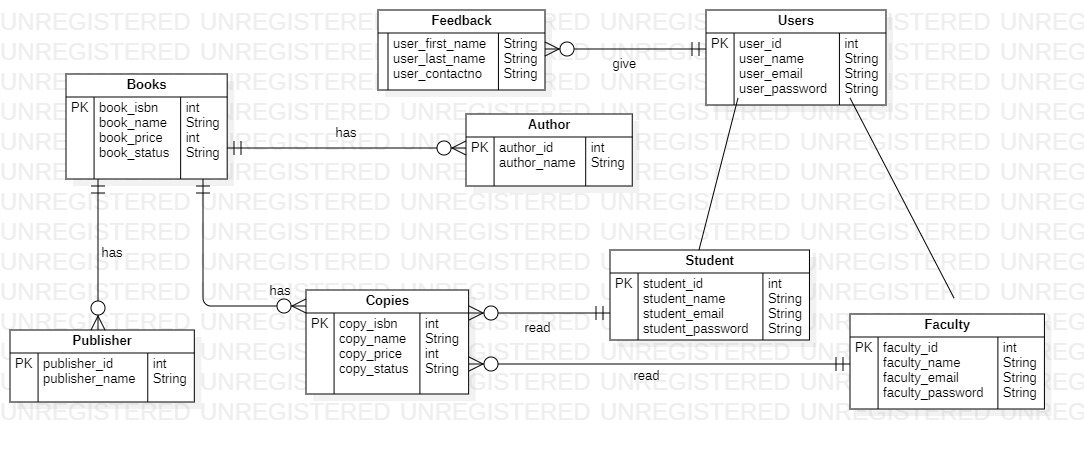 Feedback
user_first_name String
user_last_name String
user_contactno String
Users
PK user_id int
user_name String
user_email String
user_password String
give
Books
PK book_isbn int
book_name String
book_price int
book_status String
has
Author
PK author_id int
author_name String
has
has
Student
PK student_id int
student_name String
student_email String
student_password String
Copies
PK copy_isbn int
copy_name String
copy_price int
copy_status String
read
read
Publisher
PK publisher_id int
publisher_name String
Faculty
PK faculty_id int
faculty_name String
faculty_email String
faculty_password String
UNREGISTERED